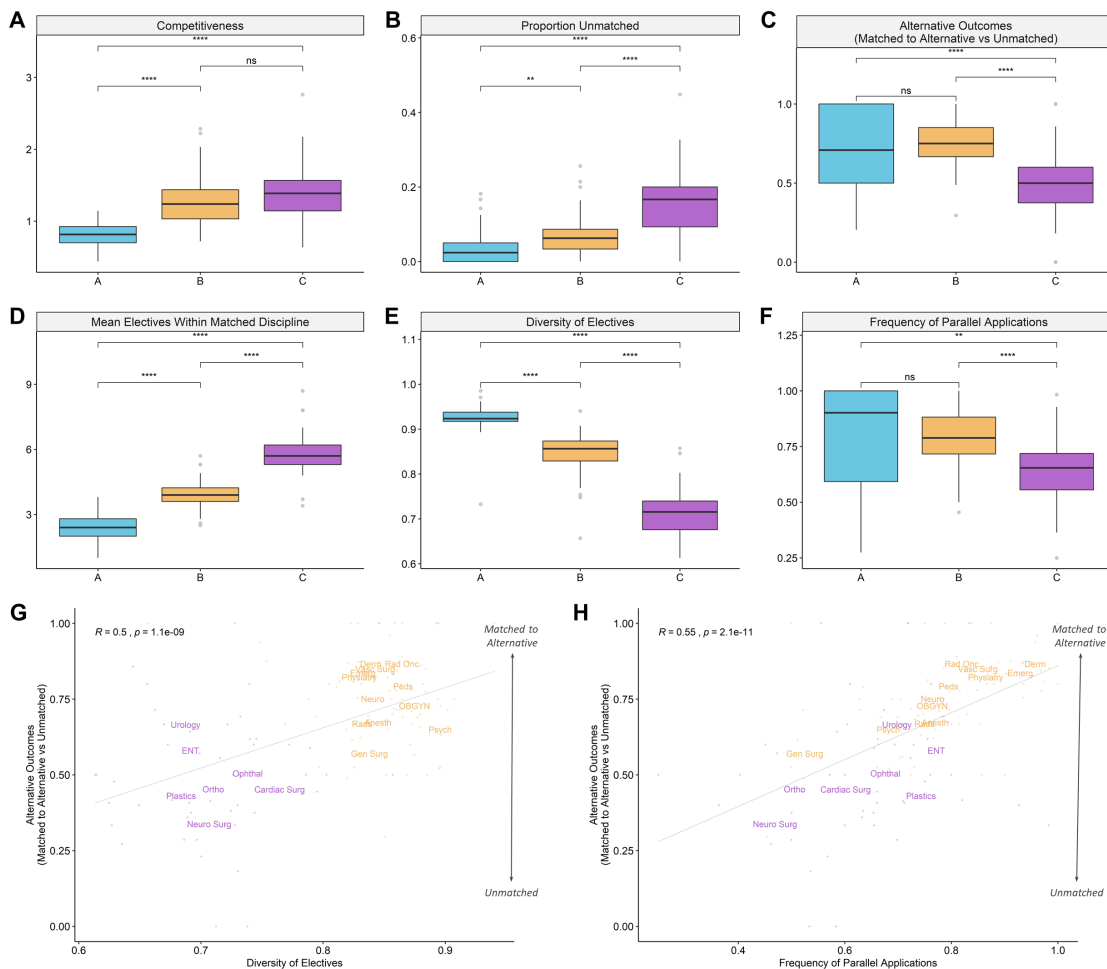 A
Competitiveness
****
ns
****
3
2
1
A B C
B
Proportion Unmatched
****
****
**
0.6
0.4
0.2
0.0
A B C
C
Alternative Outcomes
(Matched to Alternative vs Unmatched)
****
****
ns
1.0
0.5
0.0
A B C
D
Mean Electives Within Matched Discipline
****
****
****
9
6
3
A B C
E
Diversity of Electives
****
****
****
1.1
1.0
0.9
0.8
0.7
0.6
A B C
F
Frequency of Parallel Applications
**
****
ns
1.25
1.00
0.75
0.50
0.25
A B C
G
R = 0.5 , p = 1.1e-09
Matched to
Alternative
Derm Rad Onc
Vasc Surg
Physiatry
Peds
Neuro
OBGYN
Urology
Rads
Anesth
Psych
ENT.
Gen Surg
Ophthal
Ortho
Cardiac Surg
Plastics
Neuro Surg
Unmatched
1.00
0.75
0.50
0.25
0.00
0.6 0.7 0.8 0.9
Diversity of Electives
Alternative Outcomes
(Matched to Alternative vs Unmatched)
H
R = 0.55 , p = 2.1e-11
Matched to
Alternative
Rad Onc
Derm
Vasc Surg
Emerg
Physiatry
Peds
Neuro
OBGYN
Urology
Rads
Anesth
Psych
ENT
Gen Surg
Ophthal
Ortho
Cardiac Surg
Plastics
Neuro Surg
Unmatched
1.00
0.75
0.50
0.25
0.00
0.4 0.6 0.8 1.0
Frequency of Parallel Applications
Alternative Outcomes
(Matched to Alternative vs Unmatched)